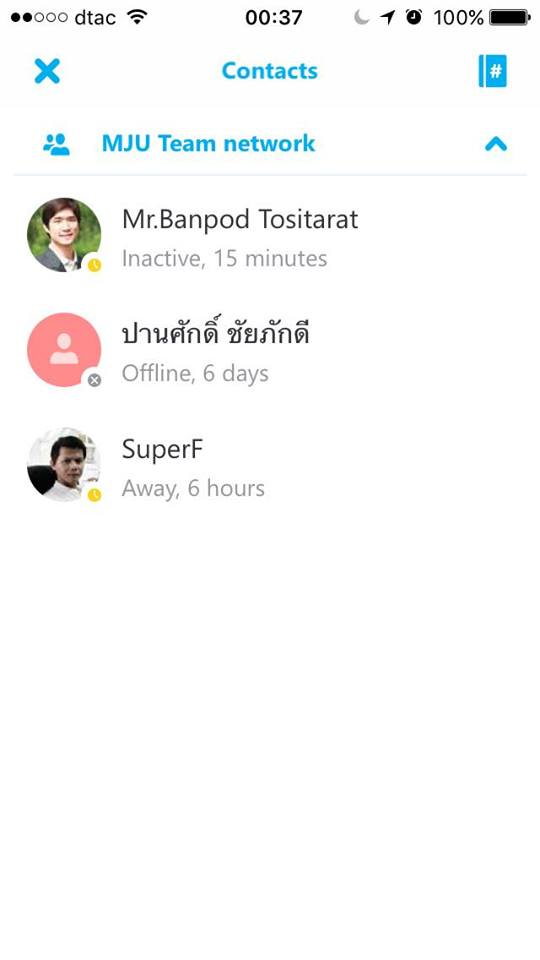 dtac 00:37 100%
Contacts #
MJU Team network
Mr.Banpod Tositarat
Inactive, 15 minutes
ปานศักดิ์ ชัยภักดี
Offline, 6 days
SuperF
Away, 6 hours